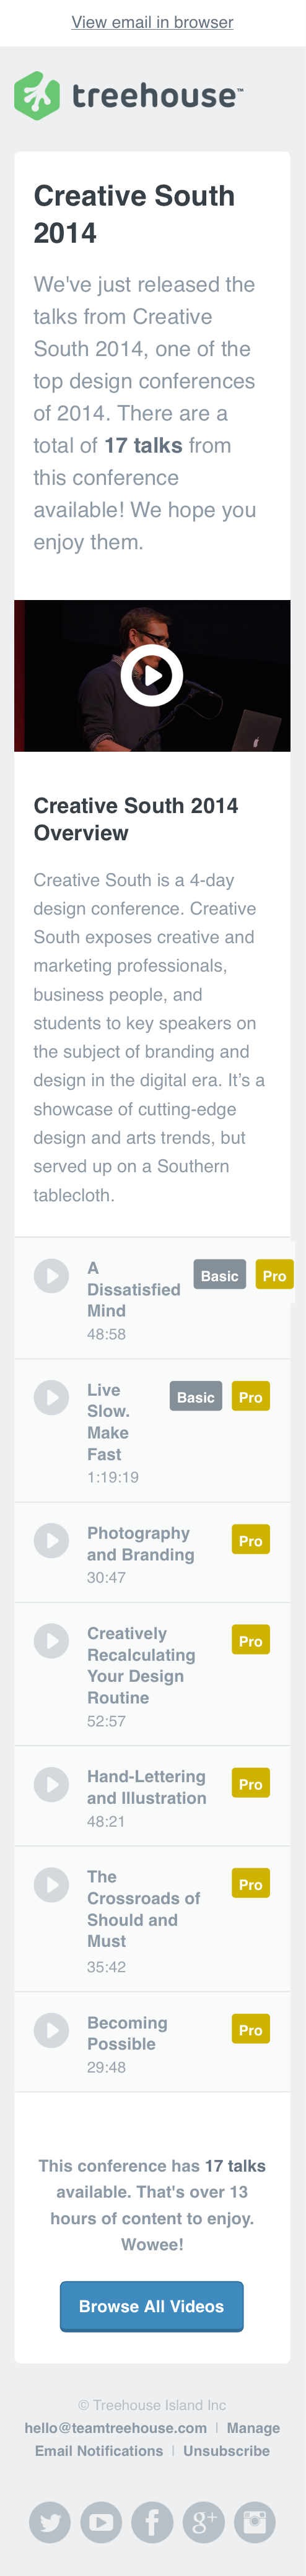 View email in browser
treehouse™
Creative South
2014
We've just released the
talks from Creative
South 2014, one of the
top design conferences
of 2014. There are a
total of 17 talks from
this conference
available! We hope you
enjoy them.
Creative South 2014
Overview
Creative South is a 4-day
design conference. Creative
South exposes creative and
marketing professionals,
business people, and
students to key speakers on
the subject of branding and
design in the digital era. It’s a
showcase of cutting-edge
design and arts trends, but
served up on a Southern
tablecloth.
A
Dissatisfied
Mind
48:58
Basic Pro
Live
Slow.
Make
Fast
1:19:19
Basic Pro
Photography
and Branding
30:47
Pro
Creatively
Recalculating
Your Design
Routine
52:57
Pro
Hand-Lettering
and Illustration
48:21
Pro
The
Crossroads of
Should and
Must
35:42
Pro
Becoming
Possible
29:48
Pro
This conference has 17 talks
available. That's over 13
hours of content to enjoy.
Wowee!
Browse All Videos
© Treehouse Island Inc
hello@teamtreehouse.com | Manage
Email Notifications | Unsubscribe